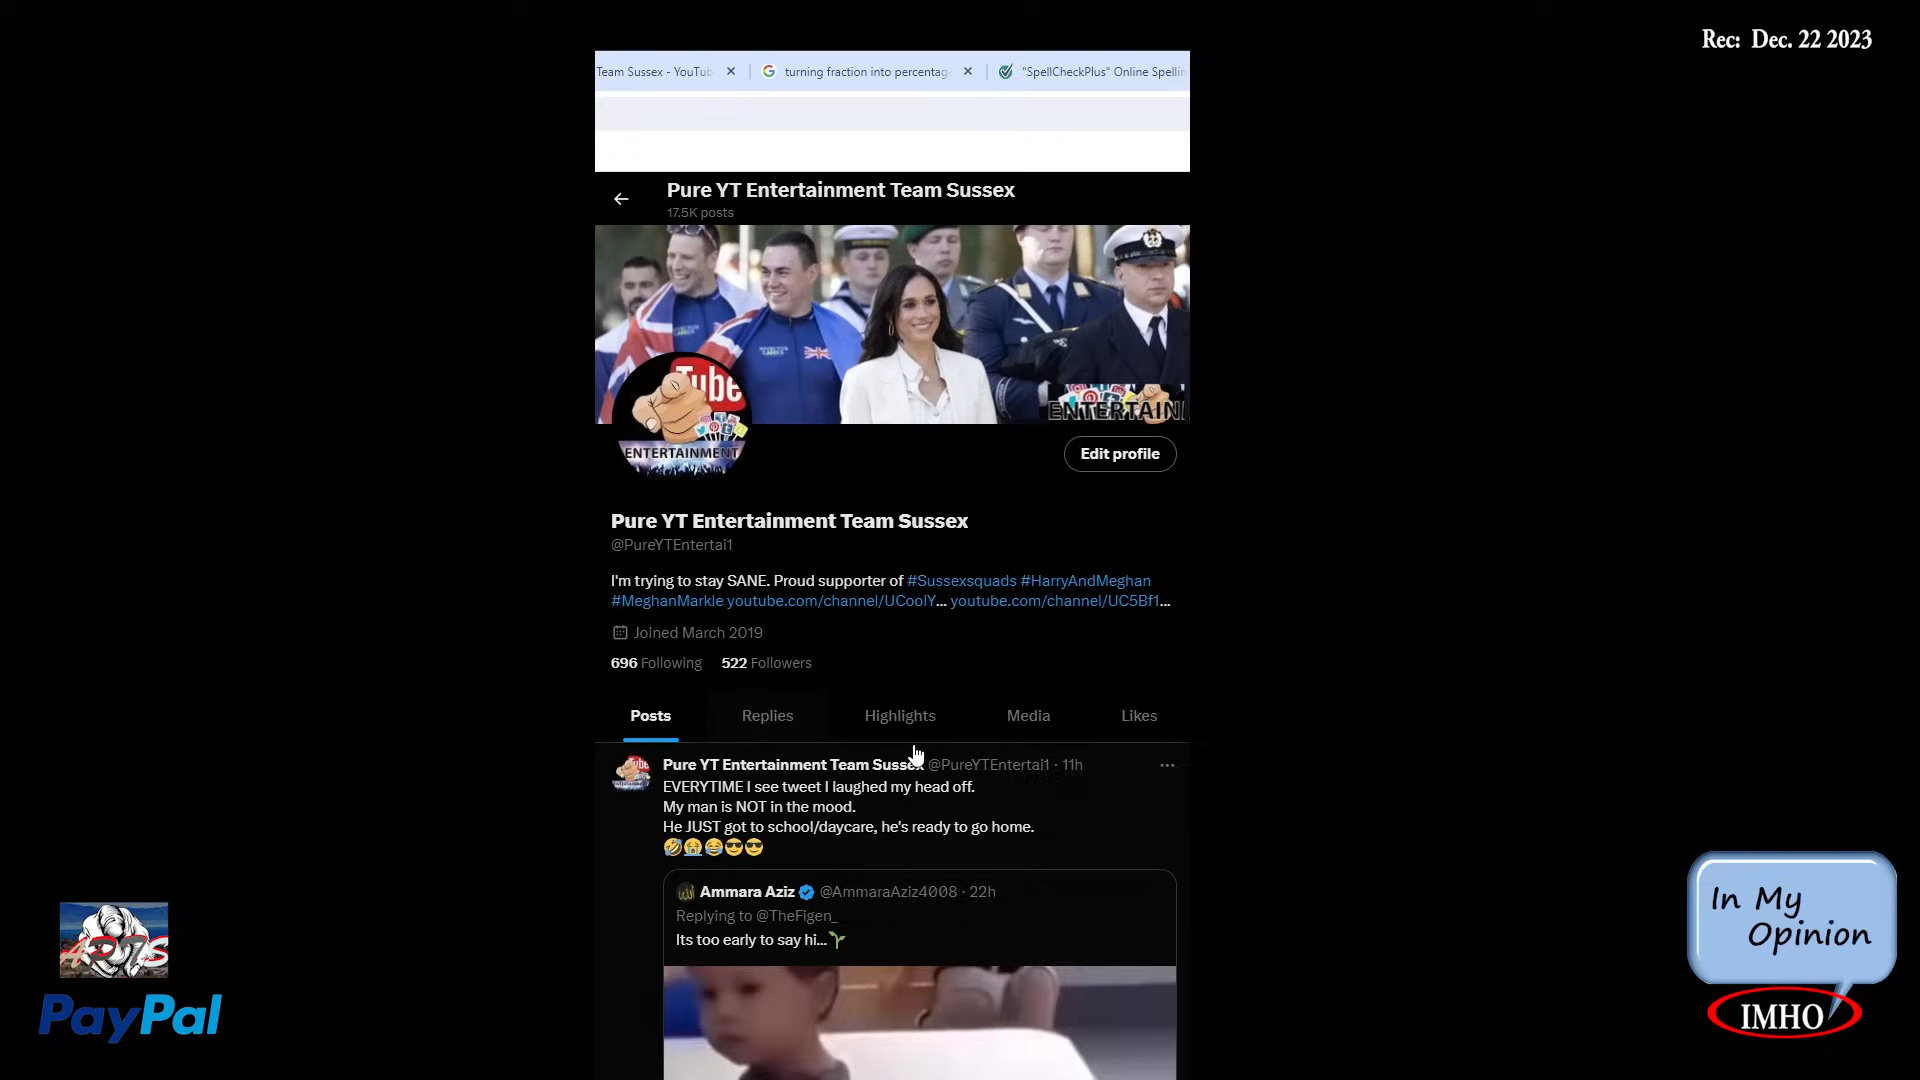 Rec: Dec. 22 2023
Team Sussex - YouTub
turning fraction into percentag
"SpellCheckPlus" Online Spellin
Pure YT Entertainment Team Sussex
17.5K posts
INVICTUS
GAMES
Tube
ENTERTAINMENT
ENTERTAIN
Edit profile
Pure YT Entertainment Team Sussex
@PureYTEntertai1
I'm trying to stay SANE. Proud supporter of #Sussexsquads #HarryAndMeghan
#MeghanMarkle youtube.com/channel/UCoolY... youtube.com/channel/UC5Bf1...
Joined March 2019
696 Following 522 Followers
Posts Replies Highlights Media Likes
Pure YT Entertainment Team Sussex @PureYTEntertai1 · 11h
EVERYTIME I see tweet I laughed my head off.
My man is NOT in the mood.
He JUST got to school/daycare, he's ready to go home.
🤣😭😂😎😎
Ammara Aziz @AmmaraAziz4008 · 22h
Replying to @TheFigen_
Its too early to say hi...🌱
PayPal
In My
Opinion
IMHO